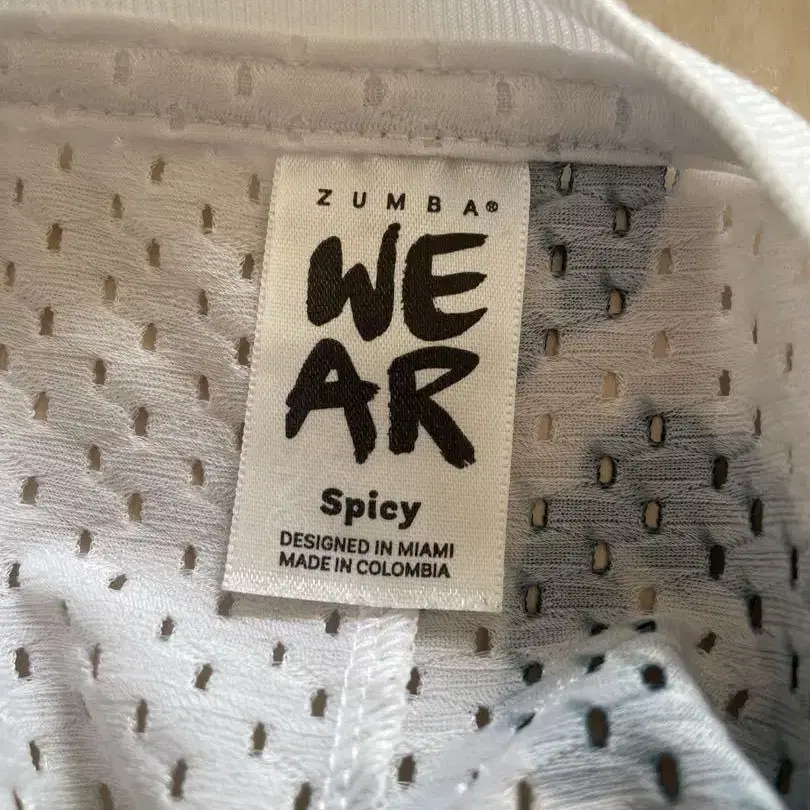 ZUMBA®
WE
AR
Spicy
DESIGNED IN MIAMI
MADE IN COLOMBIA